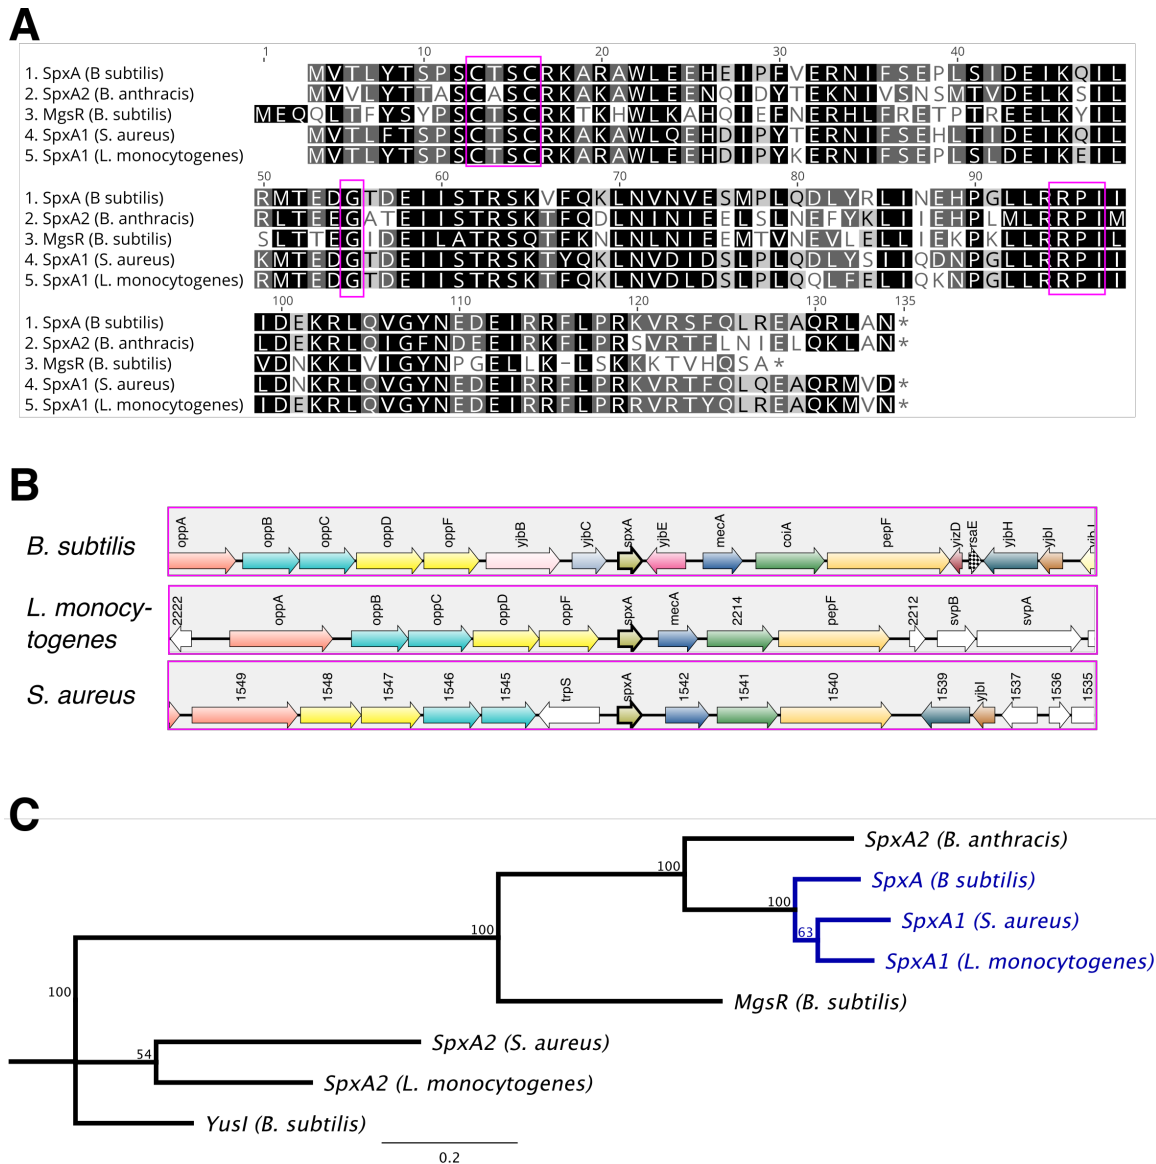 A
1 10 20 30 40
1. SpxA (B subtilis) MVTLYTSPSCTSCRKARAWLEEHEIPFVERNIFSEPLSIDEIKQIL
2. SpxA2 (B. anthracis) MVVLYTTASCASCRKAKAWLEENQIDYTEKNIVSNSMTVDELKSIL
3. MgsR (B. subtilis) MEQQLTFYSYPSCTSCRKTKHWLKAHQIEFNERHLFRETPTREELKYIL
4. SpxA1 (S. aureus) MVTLFTSPSCTSCRKAKAWLQEHDIPYTERNIFSEHLTIDEIKQIL
5. SpxA1 (L. monocytogenes) MVTLYTSPSCTSCRKARAWLEEHDIPYKERNIFSEPLSLDEIKEIL
50 60 70 80 90
1. SpxA (B subtilis) RMTEDGTDEIISTRSKVFQKLNVNVESMPLQDLYRLINEHPGLLRRPII
2. SpxA2 (B. anthracis) RLTEEGATEIISTRSKTFQDLNINIEELSLNEFYKLIIEHPLMLRRPIM
3. MgsR (B. subtilis) SLTTEGIDEILATRSQTFKNLNLNIEEMTVNEVLELLIEKPKLLRRPIL
4. SpxA1 (S. aureus) KMTEDGTDEIISTRSKTYQKLNVDIDSLPLQDLYSIIQDNPGLLRRPII
5. SpxA1 (L. monocytogenes) RMTEDGTDEIISTRSKIFQKLNVDLDSLPLQQLFELIQKNPGLLRRPII
100 110 120 130 135
1. SpxA (B subtilis) IDEKRLQVGYNEDEIRRFLPRKVRSFQLREAQRLAN*
2. SpxA2 (B. anthracis) LDEKRLQIGFNDEEIRKFLPRSVRTFLNIELQKLAN*
3. MgsR (B. subtilis) VDNKKLVIGYNPGELLK-LSKKKTVHQSA*
4. SpxA1 (S. aureus) LDNKRLQVGYNEDEIRRFLPRKVRTFQLQEAQRMVD*
5. SpxA1 (L. monocytogenes) IDEKRLQVGYNEDEIRRFLPRRVRTYQLREAQKMVN*
B
B. subtilis
oppA oppB oppC oppD oppF yjbB yjbC spxA yjbE mecA coiA pepF yizD rsaE yjbH yjbI
L. monocy-
togenes
2222 oppA oppB oppC oppD oppF spxA mecA 2214 pepF 2212 svpB svpA
S. aureus
1549 1548 1547 1546 1545 trpS spxA 1542 1541 1540 1539 yjbI 1537 1536 1535
C
SpxA2 (B. anthracis)
100
SpxA (B subtilis)
100
SpxA1 (S. aureus)
63
100
SpxA1 (L. monocytogenes)
100
MgsR (B. subtilis)
SpxA2 (S. aureus)
54
SpxA2 (L. monocytogenes)
YusI (B. subtilis)
0.2